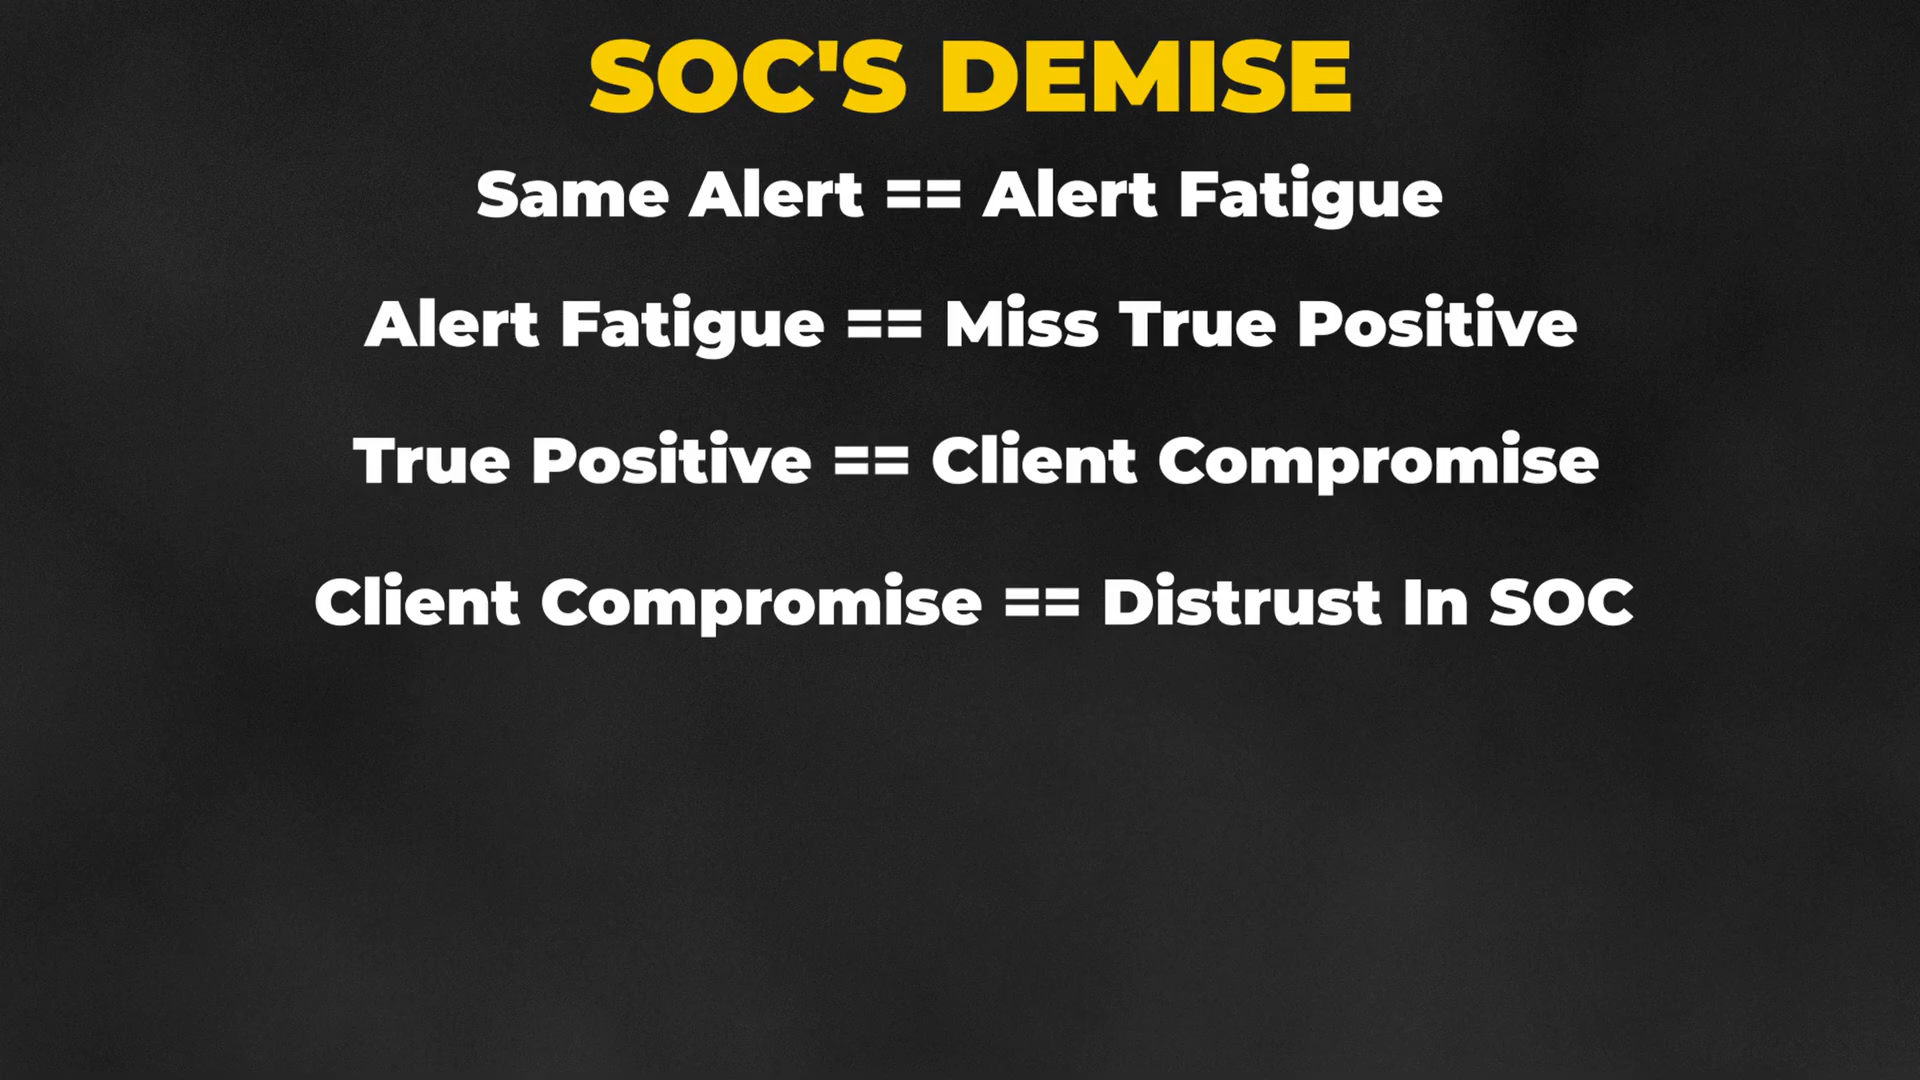 SOC'S DEMISE
Same Alert == Alert Fatigue
Alert Fatigue == Miss True Positive
True Positive == Client Compromise
Client Compromise == Distrust In SOC